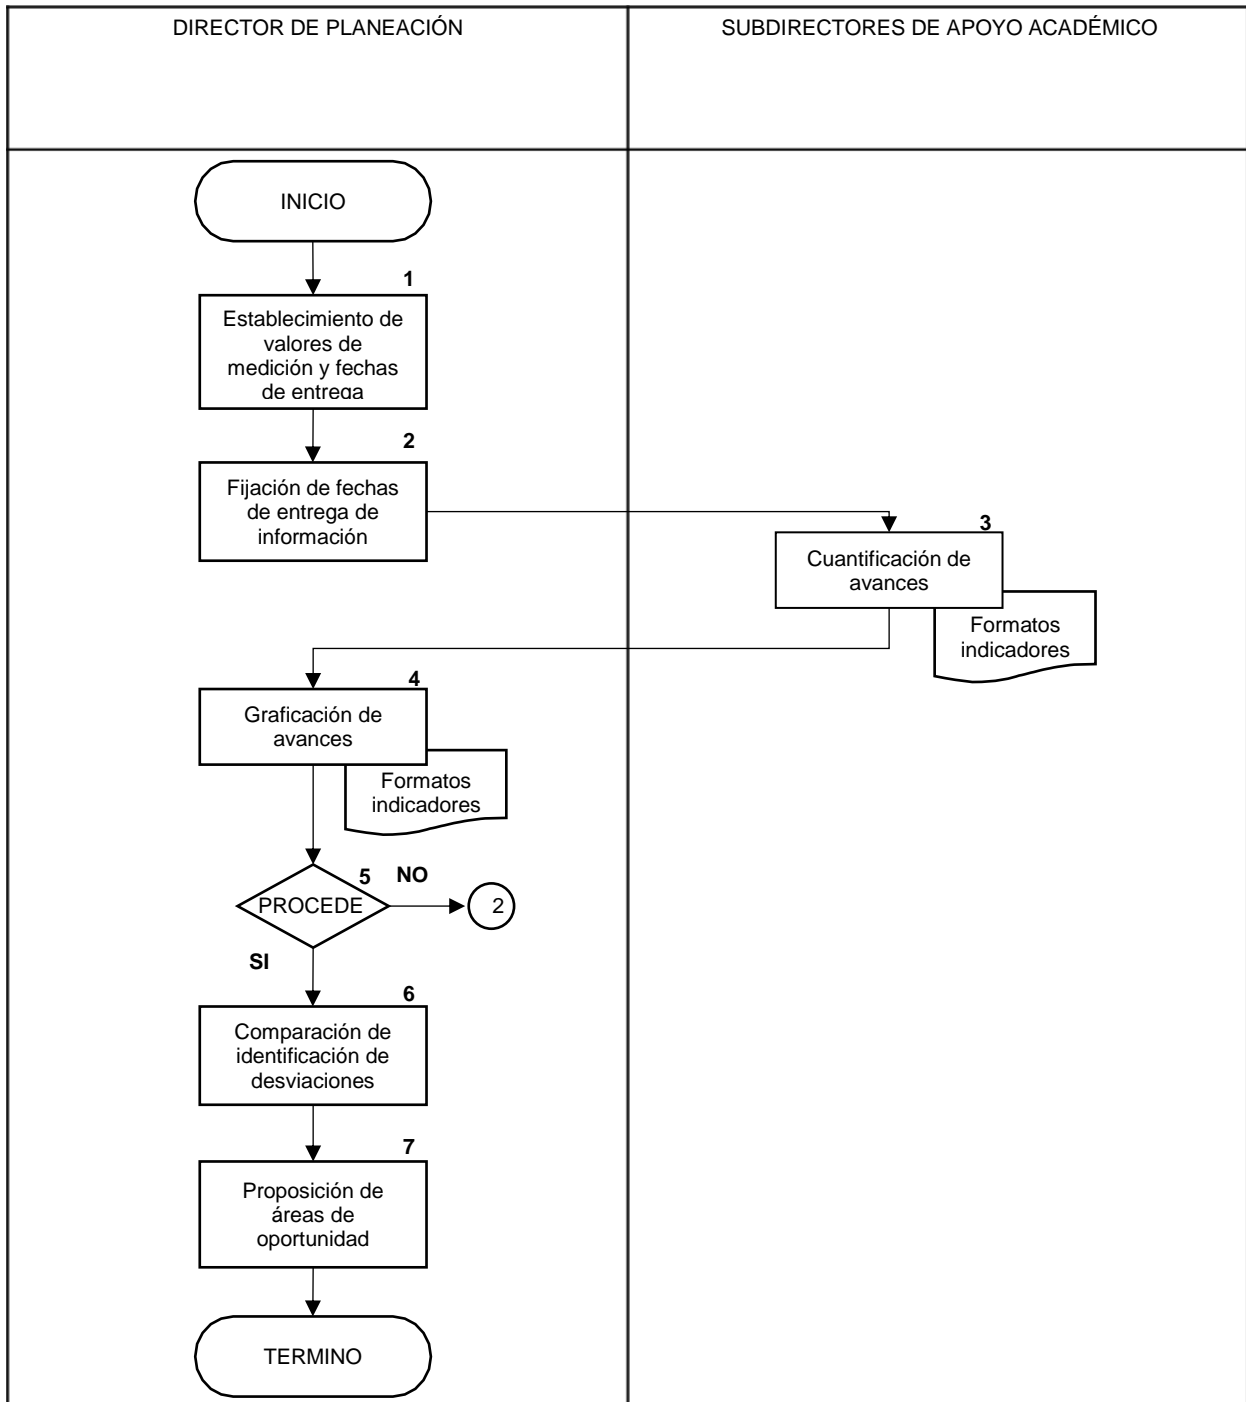 DIRECTOR DE PLANEACIÓN
SUBDIRECTORES DE APOYO ACADÉMICO
INICIO
1
Establecimiento de
valores de
medición y fechas
de entrega
2
Fijación de fechas
de entrega de
información
3
Cuantificación de
avances
Formatos
indicadores
4
Graficación de
avances
Formatos
indicadores
5
NO
PROCEDE
2
SI
6
Comparación de
identificación de
desviaciones
7
Proposición de
áreas de
oportunidad
TERMINO